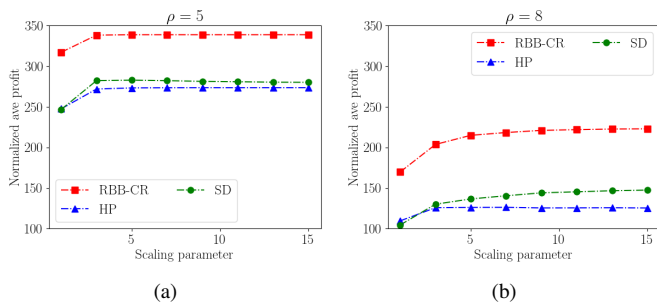 ρ = 5
350
300
250
200
150
100
Normalized ave profit
RBB-CR
SD
HP
5
10
15
Scaling parameter
(a)
ρ = 8
350
300
250
200
150
100
Normalized ave profit
RBB-CR
SD
HP
5
10
15
Scaling parameter
(b)